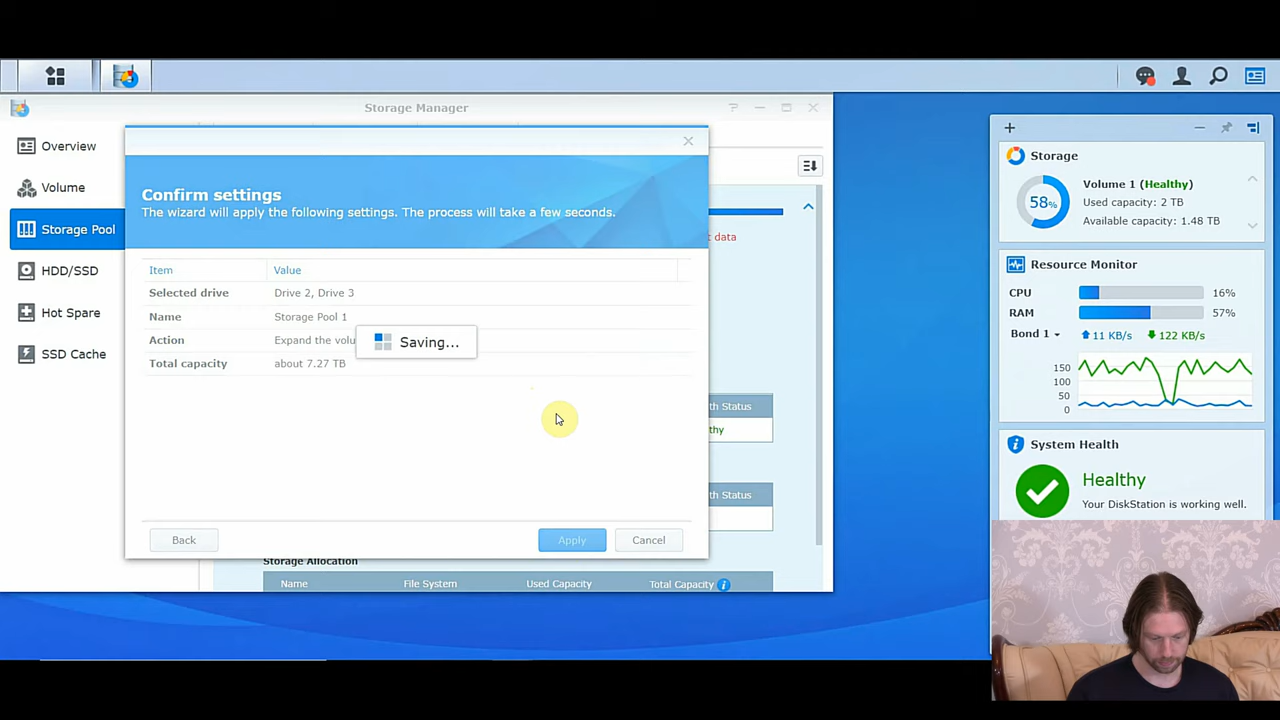 Storage Manager
Overview
Volume
Storage Pool
HDD/SSD
Hot Spare
SSD Cache
Confirm settings
The wizard will apply the following settings. The process will take a few seconds.
Item Value
Selected drive Drive 2, Drive 3
Name Storage Pool 1
Action Expand the
Total capacity about 7.27 TB
Saving...
Back Apply Cancel
data
Status
Status
Storage Allocation
Name File System Used Capacity Total Capacity
Storage
58%
Volume 1 (Healthy)
Used capacity: 2 TB
Available capacity: 1.48 TB
Resource Monitor
CPU 16%
RAM 57%
Bond 1 11 KB/s 122 KB/s
150
100
50
0
System Health
Healthy
Your DiskStation is working well.